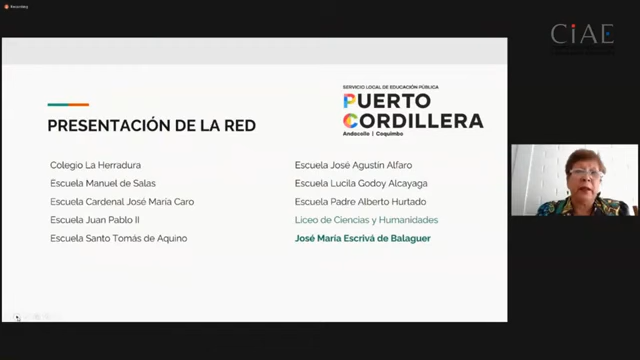 Recording
CIAE
SERVICIO LOCAL DE EDUCACIÓN PÚBLICA
PUERTO
CORDILLERA
Andacollo | Coquimbo
PRESENTACIÓN DE LA RED
Colegio La Herradura
Escuela Manuel de Salas
Escuela Cardenal José María Caro
Escuela Juan Pablo II
Escuela Santo Tomás de Aquino
Escuela José Agustín Alfaro
Escuela Lucila Godoy Alcayaga
Escuela Padre Alberto Hurtado
Liceo de Ciencias y Humanidades
José María Escrivá de Balaguer